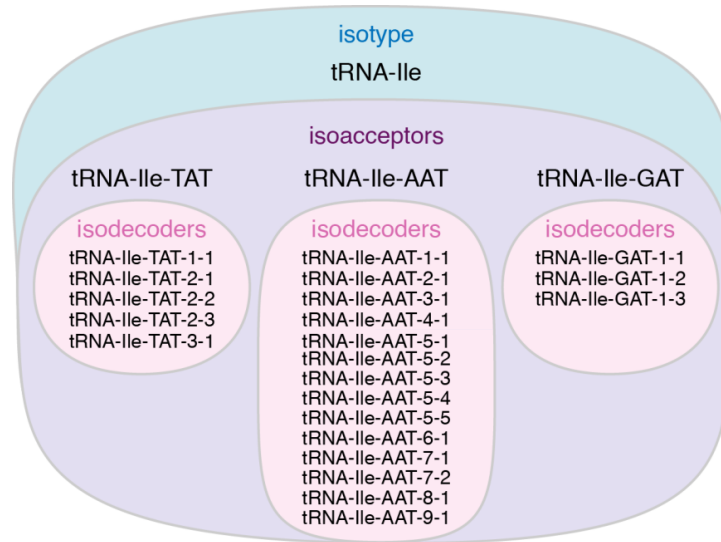 isotype
tRNA-Ile
isoacceptors
tRNA-Ile-TAT
isodecoders
tRNA-Ile-TAT-1-1
tRNA-Ile-TAT-2-1
tRNA-Ile-TAT-2-2
tRNA-Ile-TAT-2-3
tRNA-Ile-TAT-3-1
tRNA-Ile-AAT
isodecoders
tRNA-Ile-AAT-1-1
tRNA-Ile-AAT-2-1
tRNA-Ile-AAT-3-1
tRNA-Ile-AAT-4-1
tRNA-Ile-AAT-5-1
tRNA-Ile-AAT-5-2
tRNA-Ile-AAT-5-3
tRNA-Ile-AAT-5-4
tRNA-Ile-AAT-5-5
tRNA-Ile-AAT-6-1
tRNA-Ile-AAT-7-1
tRNA-Ile-AAT-7-2
tRNA-Ile-AAT-8-1
tRNA-Ile-AAT-9-1
tRNA-Ile-GAT
isodecoders
tRNA-Ile-GAT-1-1
tRNA-Ile-GAT-1-2
tRNA-Ile-GAT-1-3